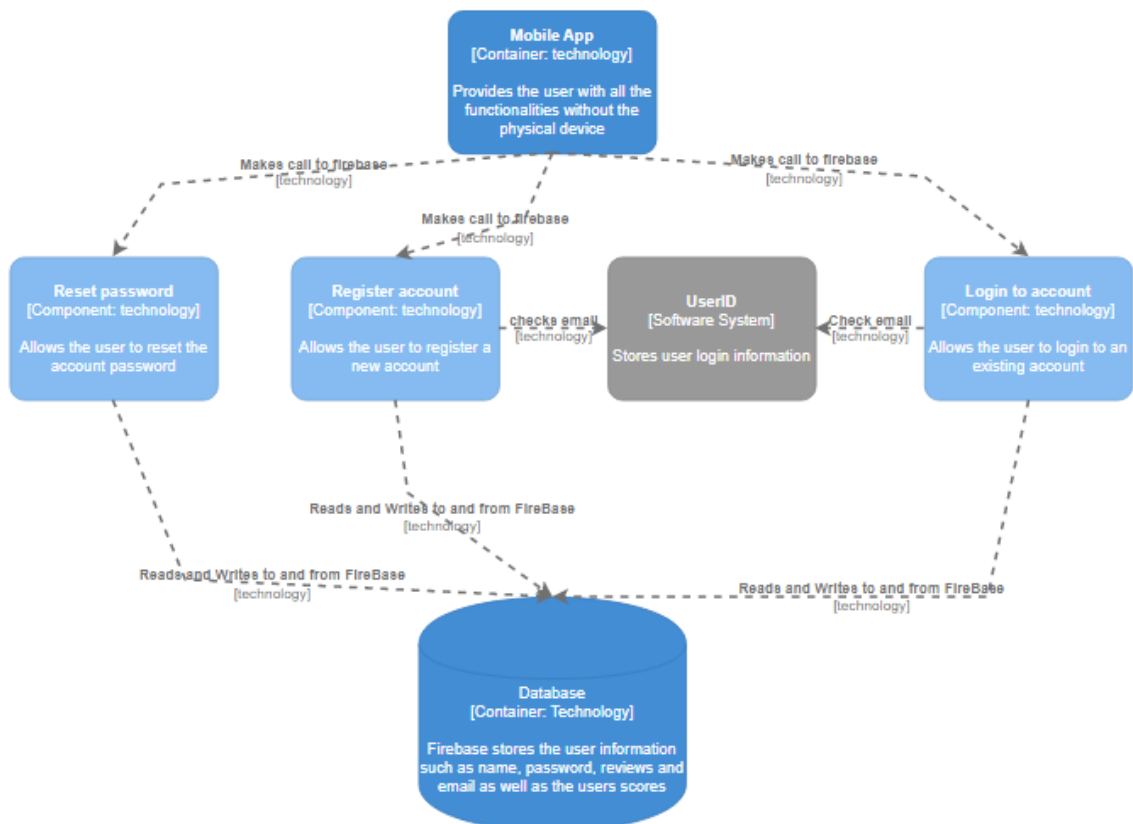 Mobile App
[Container: technology]
Provides the user with all the
functionalities without the
physical device
Makes call to firebase
[technology]
Makes call to firebase
[technology]
Makes call to firebase
[technology]
Reset password
[Component: technology]
Allows the user to reset the
account password
Register account
[Component: technology]
Allows the user to register a
new account
checks email
[technology]
UserID
[Software System]
Stores user login information
Check email
[technology]
Login to account
[Component: technology]
Allows the user to login to an
existing account
Reads and Writes to and from FireBase
[technology]
Reads and Writes to and from FireBase
[technology]
Reads and Writes to and from FireBase
[technology]
Database
[Container: Technology]
Firebase stores the user information
such as name, password, reviews and
email as well as the users scores